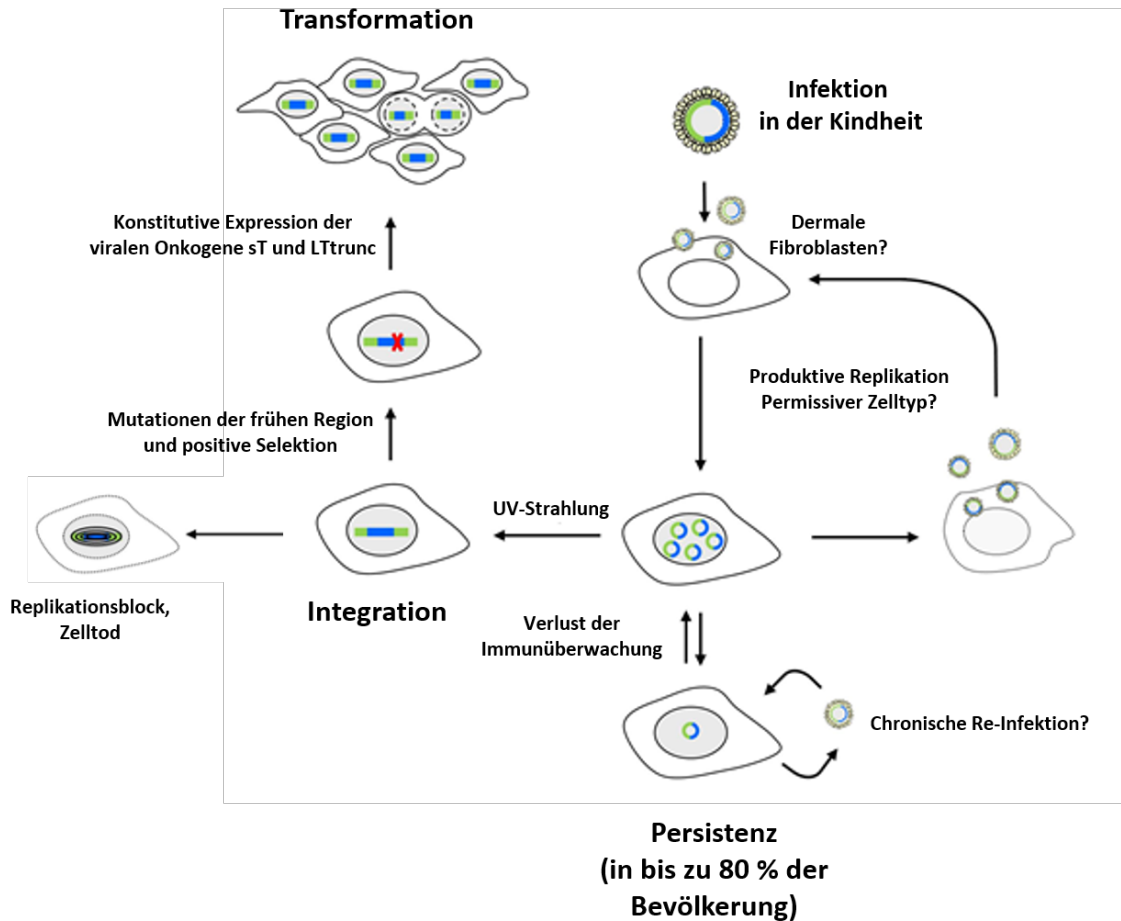 Transformation
Infektion
in der Kindheit
Konstitutive Expression der
viralen Onkogene sT und LTtrunc
Dermale
Fibroblasten?
Produktive Replikation
Permissiver Zelltyp?
Mutationen der frühen Region
und positive Selektion
UV-Strahlung
Replikationsblock,
Zelltod
Integration
Verlust der
Immunüberwachung
Chronische Re-Infektion?
Persistenz
(in bis zu 80 % der
Bevölkerung)